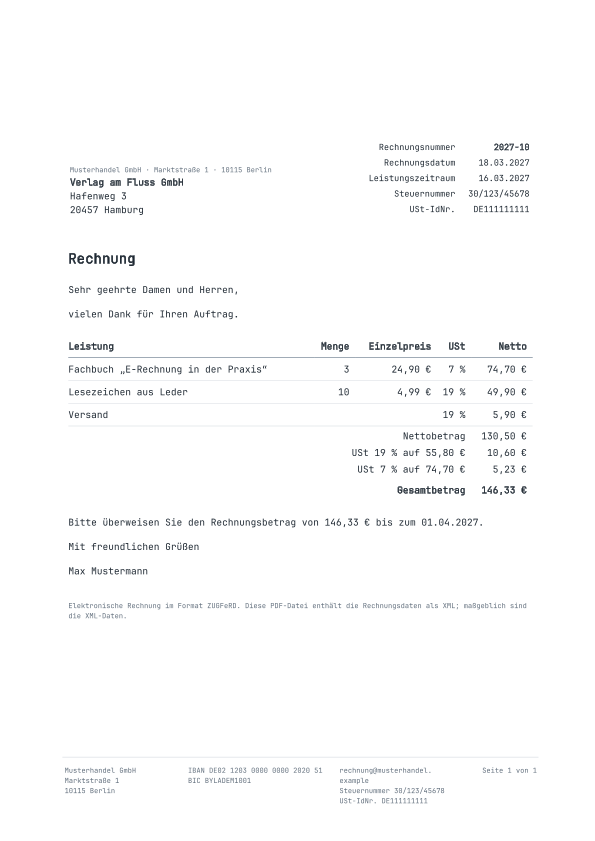 Rechnungsnummer 2027-10
Rechnungsdatum 18.03.2027
Leistungszeitraum 16.03.2027
Steuernummer 30/123/45678
USt-IdNr. DE111111111
Musterhandel GmbH · Marktstraße 1 · 10115 Berlin
Verlag am Fluss GmbH
Hafenweg 3
20457 Hamburg
Rechnung
Sehr geehrte Damen und Herren,
vielen Dank für Ihren Auftrag.
Leistung Menge Einzelpreis USt Netto
Fachbuch „E-Rechnung in der Praxis“ 3 24,90 € 7 % 74,70 €
Lesezeichen aus Leder 10 4,99 € 19 % 49,90 €
Versand 19 % 5,90 €
Nettobetrag 130,50 €
USt 19 % auf 55,80 € 10,60 €
USt 7 % auf 74,70 € 5,23 €
Gesamtbetrag 146,33 €
Bitte überweisen Sie den Rechnungsbetrag von 146,33 € bis zum 01.04.2027.
Mit freundlichen Grüßen
Max Mustermann
Elektronische Rechnung im Format ZUGFeRD. Diese PDF-Datei enthält die Rechnungsdaten als XML; maßgeblich sind
die XML-Daten.
Musterhandel GmbH
Marktstraße 1
10115 Berlin
IBAN DE02 1203 0000 0000 2020 51
BIC BYLADEM1001
rechnung@musterhandel.
example
Steuernummer 30/123/45678
USt-IdNr. DE111111111
Seite 1 von 1